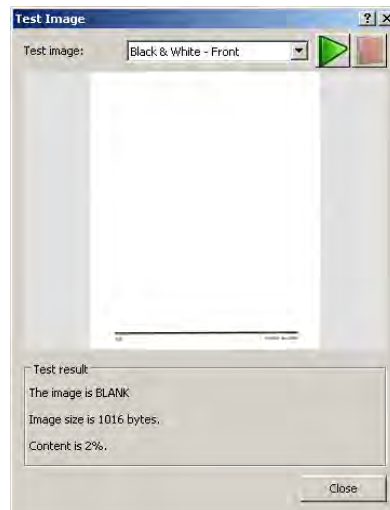 Test Image
Test image: Black & White - Front
Test result
The image is BLANK
Image size is 1016 bytes.
Content is 2%.
Close